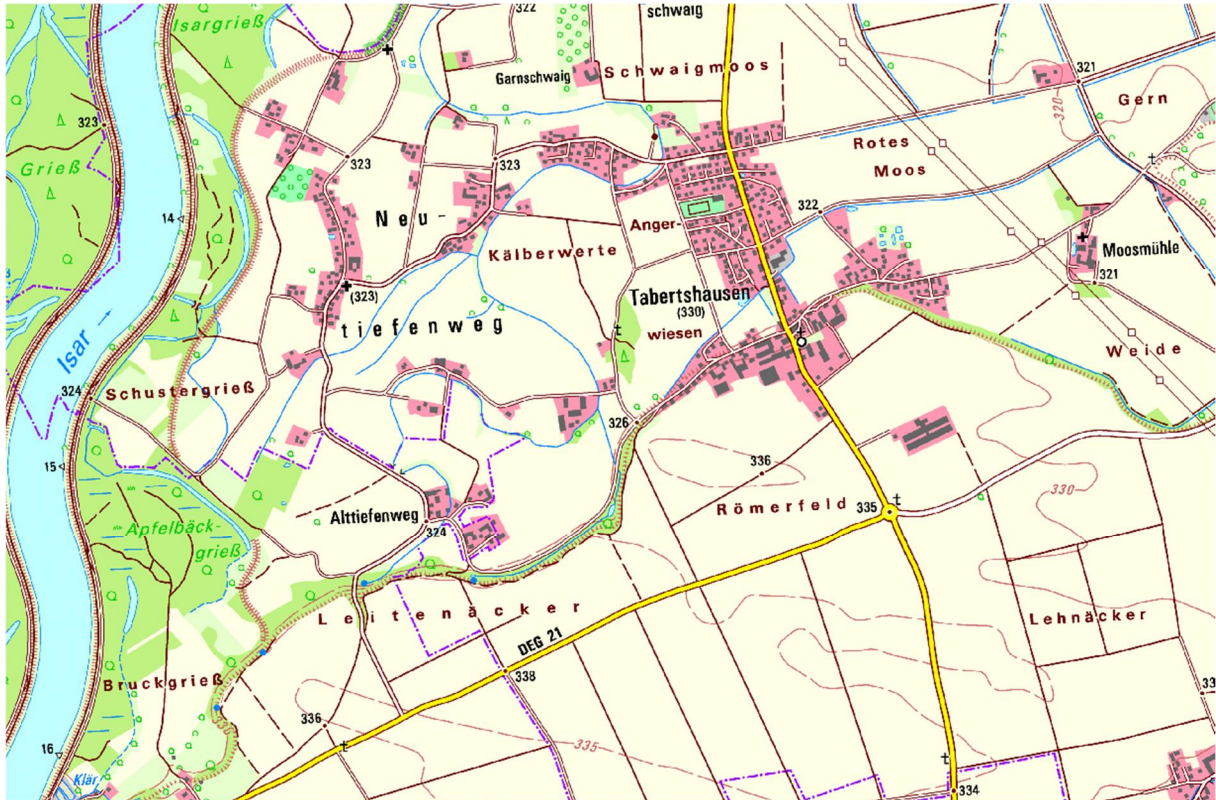 Isargrieß
322
schwaig
Garnschwaig
Schwaigmoos
321
320
Gern
323
Grieß
323
323
Rotes
Moos
14
Neu-
322
Kälberwerte
Anger-
Moosmühle
(323)
321
Tabertshausen
(330)
Isar
tiefenweg
wiesen
Weide
324
Schustergrieß
326
15
336
330
Römerfeld
335
Apfelbäck-
grieß
Alttiefenweg
324
Leitenäcker
Lehnäcker
DEG 21
338
Bruckgrieß
336
335
16
Klär
334